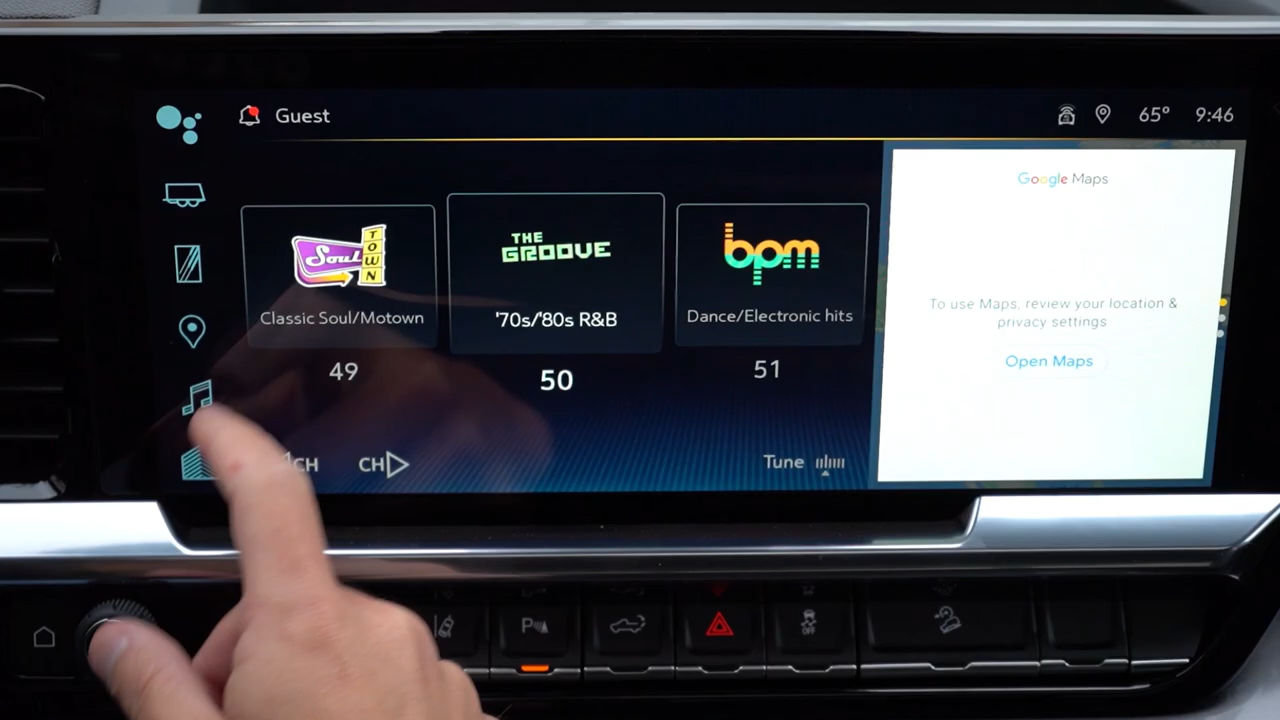 Guest
65° 9:46
Soul TOWN
Classic Soul/Motown
49
THE GROOVE
'70s/'80s R&B
50
bpm
Dance/Electronic hits
51
CH
CH
Tune
Google Maps
To use Maps, review your location &
privacy settings
Open Maps
P
OFF